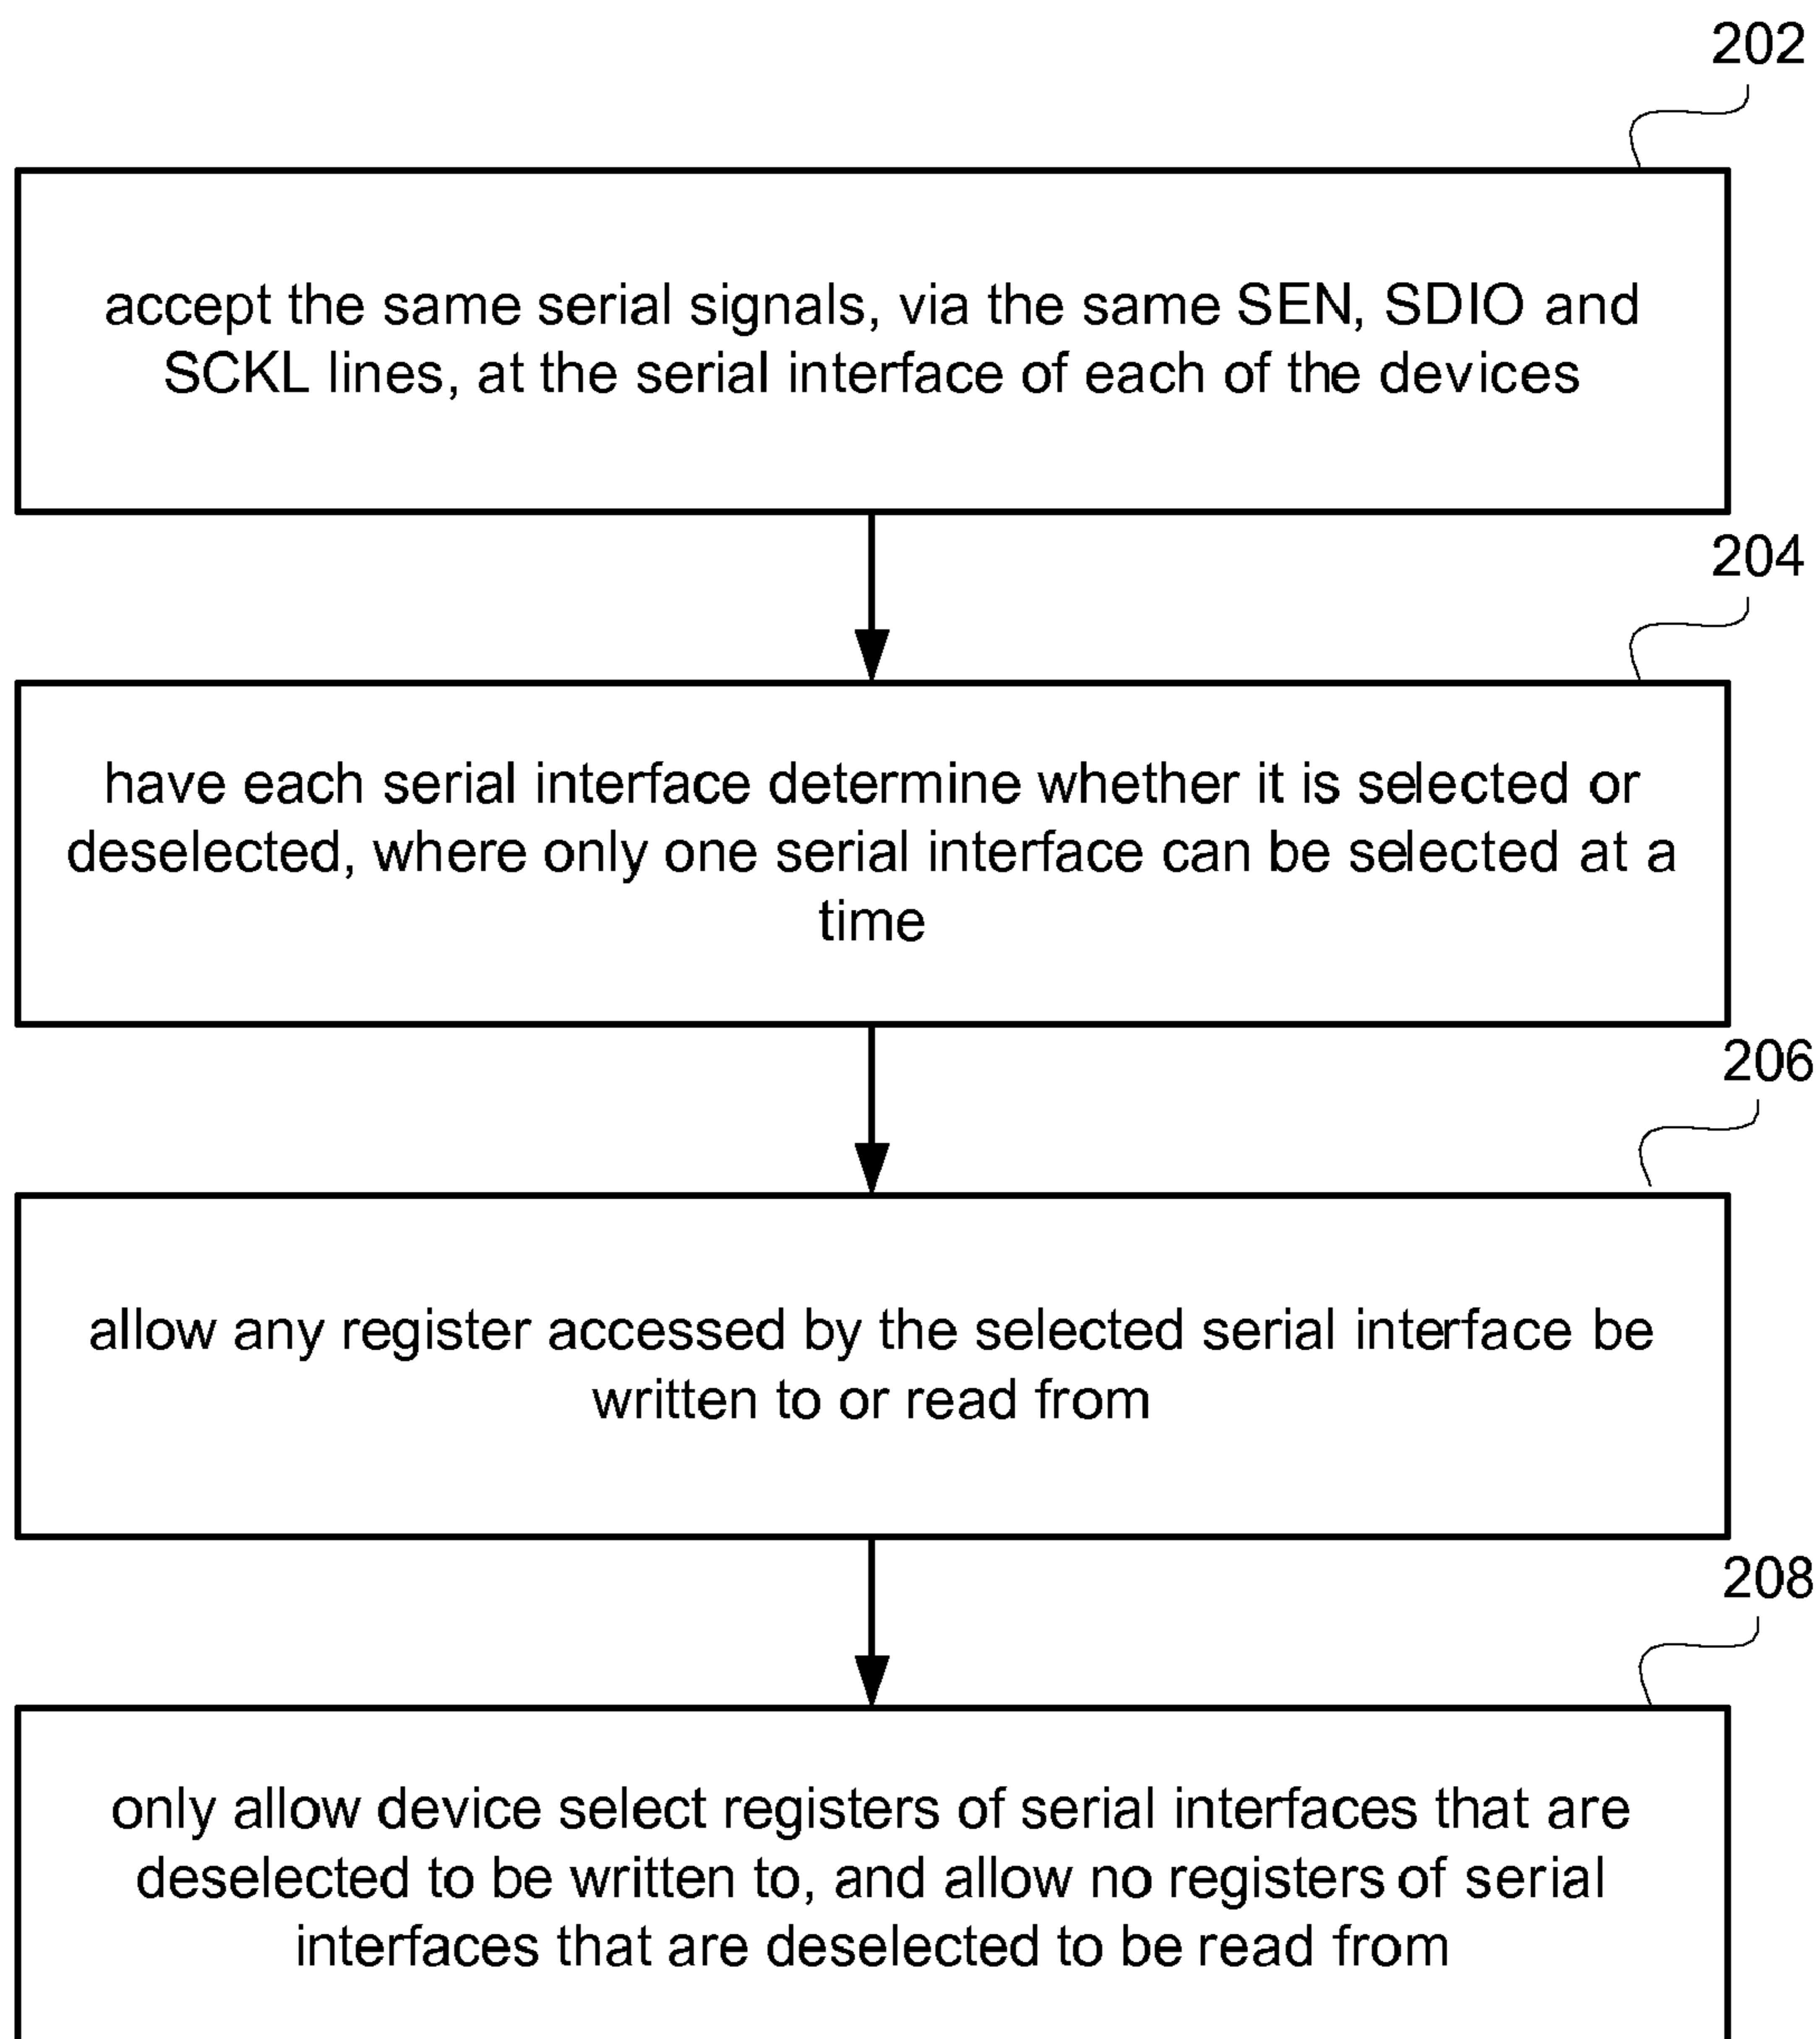 202
accept the same serial signals, via the same SEN, SDIO and
SCKL lines, at the serial interface of each of the devices
204
have each serial interface determine whether it is selected or
deselected, where only one serial interface can be selected at a
time
206
allow any register accessed by the selected serial interface be
written to or read from
208
only allow device select registers of serial interfaces that are
deselected to be written to, and allow no registers of serial
interfaces that are deselected to be read from